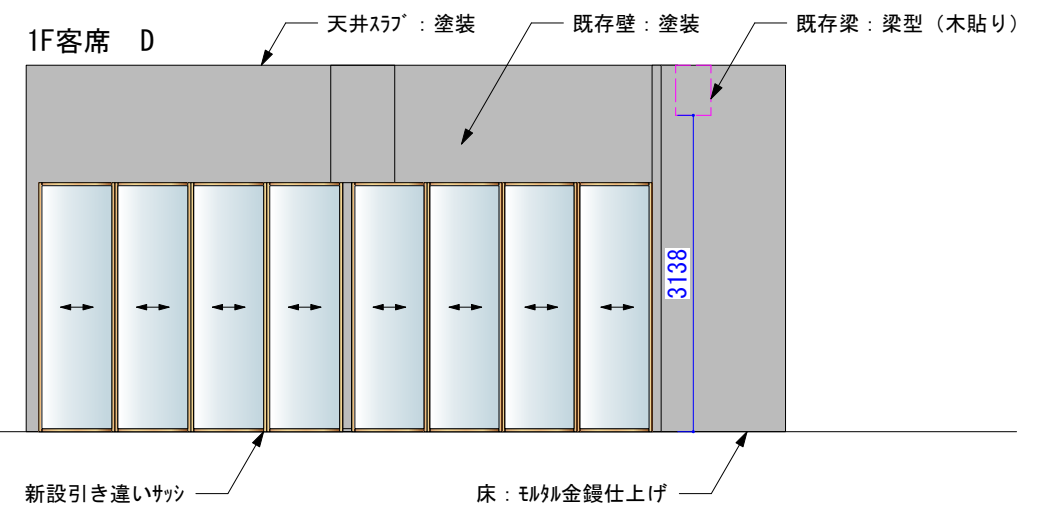 天井ｽﾗﾌﾞ：塗装
既存壁：塗装
既存梁：梁型（木貼り）
1F客席　D
3138
新設引き違いｻｯｼ
床：ﾓﾙﾀﾙ金鏝仕上げ